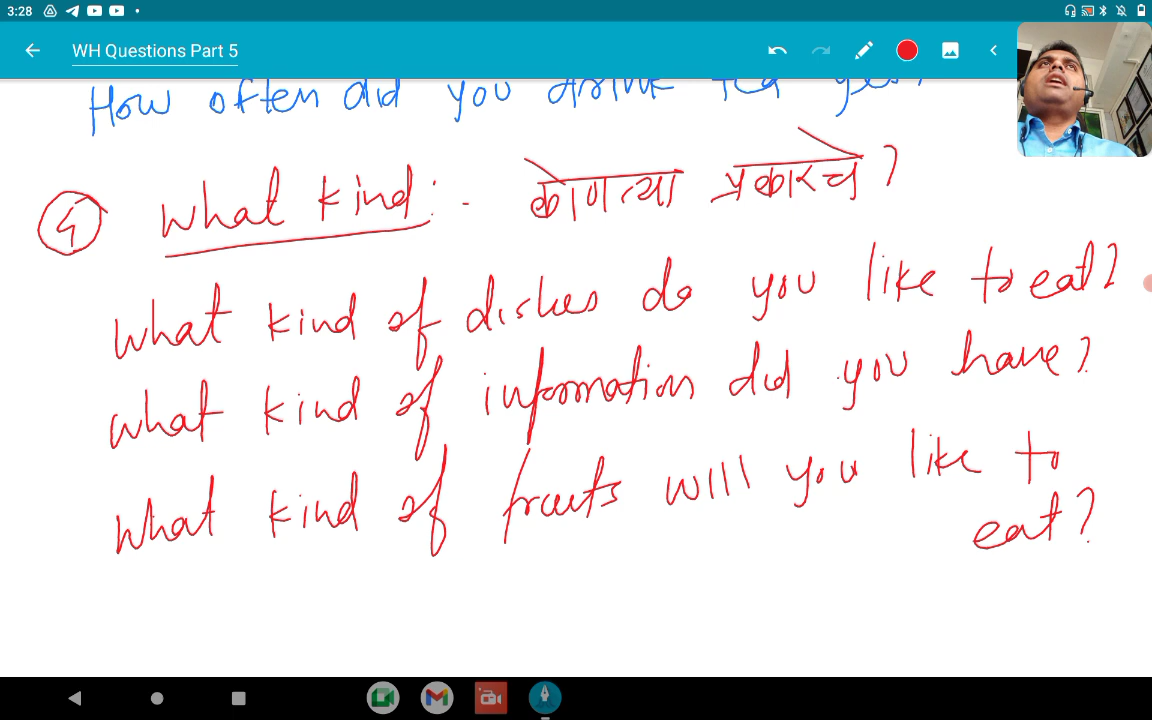 3:28
WH Questions Part 5
How often did you drink tea
4 What kind :- कोणत्या प्रकारचे ?
What kind of dishes do you like to eat?
What kind of information did you have?
What kind of fruits will you like to
eat?